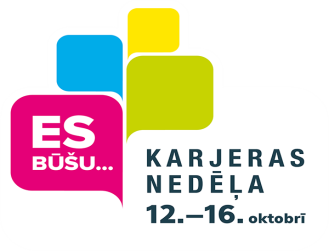 ES
BŪŠU...
KARJERAS
NEDĒĻA
12.–16. oktobrī